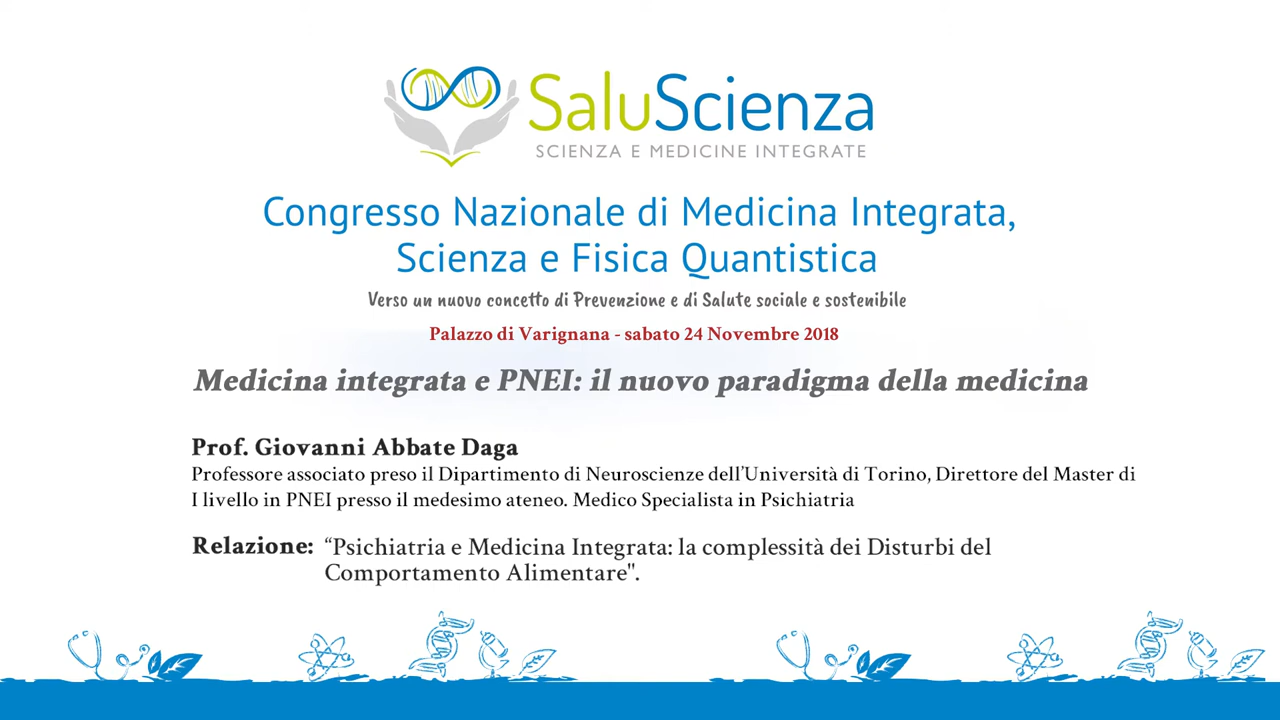 SaluScienza
SCIENZA E MEDICINE INTEGRATE
Congresso Nazionale di Medicina Integrata,
Scienza e Fisica Quantistica
Verso un nuovo concetto di Prevenzione e di Salute sociale e sostenibile
Palazzo di Varignana - sabato 24 Novembre 2018
Medicina integrata e PNEI: il nuovo paradigma della medicina
Prof. Giovanni Abbate Daga
Professore associato preso il Dipartimento di Neuroscienze dell'Università di Torino, Direttore del Master di
I livello in PNEI presso il medesimo ateneo. Medico Specialista in Psichiatria
Relazione: “Psichiatria e Medicina Integrata: la complessità dei Disturbi del
Comportamento Alimentare".